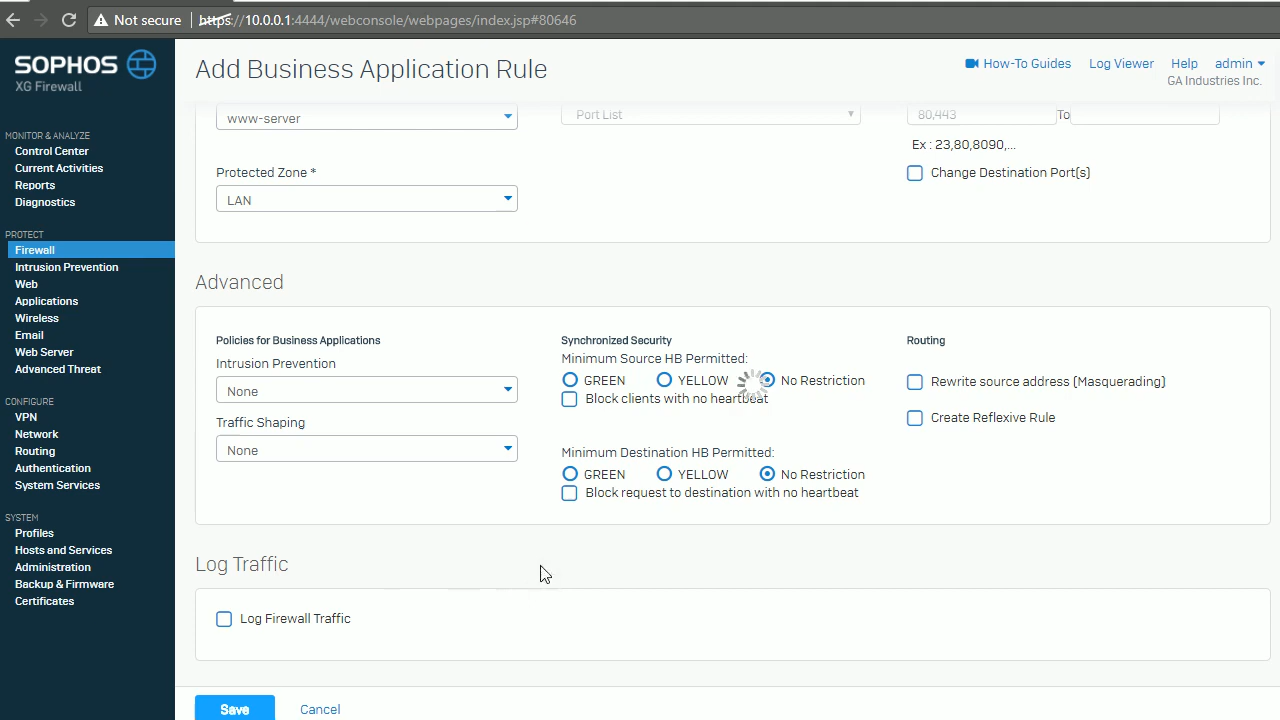 Not secure | https://10.0.0.1:4444/webconsole/webpages/index.jsp#80646
SOPHOS
XG Firewall
Add Business Application Rule
How-To Guides Log Viewer Help admin
GA Industries Inc.
MONITOR & ANALYZE
Control Center
Current Activities
Reports
Diagnostics
PROTECT
Firewall
Intrusion Prevention
Web
Applications
Wireless
Email
Web Server
Advanced Threat
CONFIGURE
VPN
Network
Routing
Authentication
System Services
SYSTEM
Profiles
Hosts and Services
Administration
Backup & Firmware
Certificates
www-server
Port List
80,443 To
Ex : 23,80,8090,...
Protected Zone *
LAN
Change Destination Port(s)
Advanced
Policies for Business Applications
Intrusion Prevention
None
Traffic Shaping
None
Synchronized Security
Minimum Source HB Permitted:
GREEN YELLOW No Restriction
Block clients with no heartbeat
Minimum Destination HB Permitted:
GREEN YELLOW No Restriction
Block request to destination with no heartbeat
Routing
Rewrite source address (Masquerading)
Create Reflexive Rule
Log Traffic
Log Firewall Traffic
Save Cancel